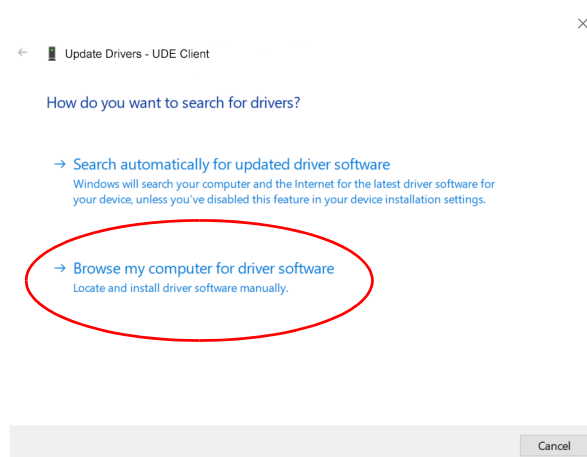 Update Drivers - UDE Client
How do you want to search for drivers?
→ Search automatically for updated driver software
Windows will search your computer and the Internet for the latest driver software for
your device, unless you've disabled this feature in your device installation settings.
→ Browse my computer for driver software
Locate and install driver software manually.
Cancel